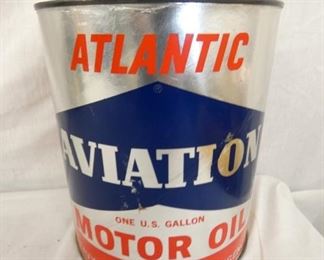 ATLANTIC
®
AVIATION
ONE U.S. GALLON
MOTOR OIL